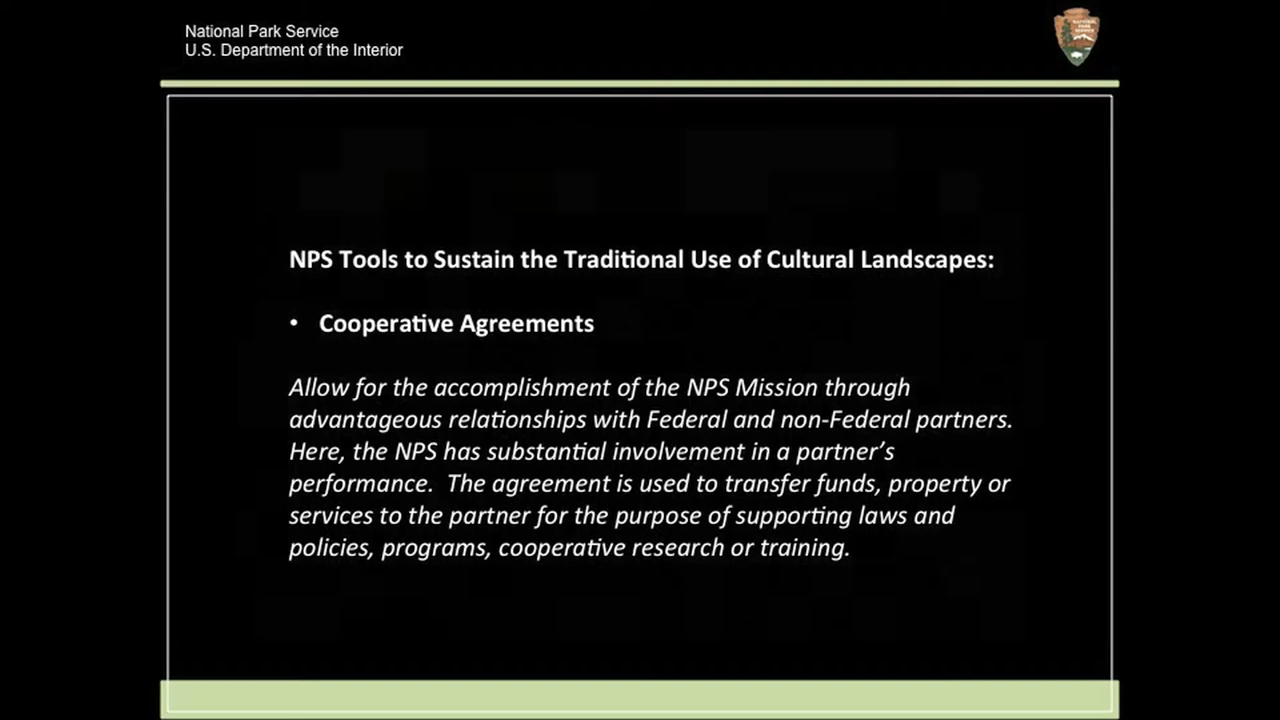 National Park Service
U.S. Department of the Interior
NATIONAL
PARK
SERVICE
NPS Tools to Sustain the Traditional Use of Cultural Landscapes:
• Cooperative Agreements
Allow for the accomplishment of the NPS Mission through
advantageous relationships with Federal and non-Federal partners.
Here, the NPS has substantial involvement in a partner’s
performance.  The agreement is used to transfer funds, property or
services to the partner for the purpose of supporting laws and
policies, programs, cooperative research or training.